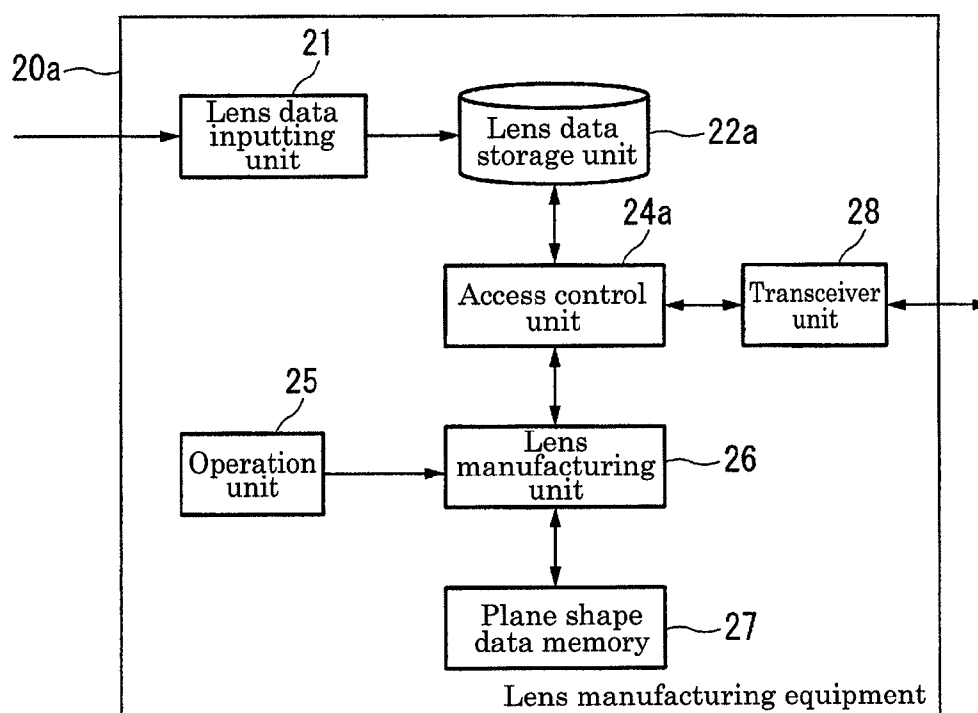 20a
21
Lens data
inputting
unit
Lens data
storage unit
22a
24a
Access control
unit
28
Transceiver
unit
25
Operation
unit
Lens
manufacturing
unit
26
Plane shape
data memory
27
Lens manufacturing equipment